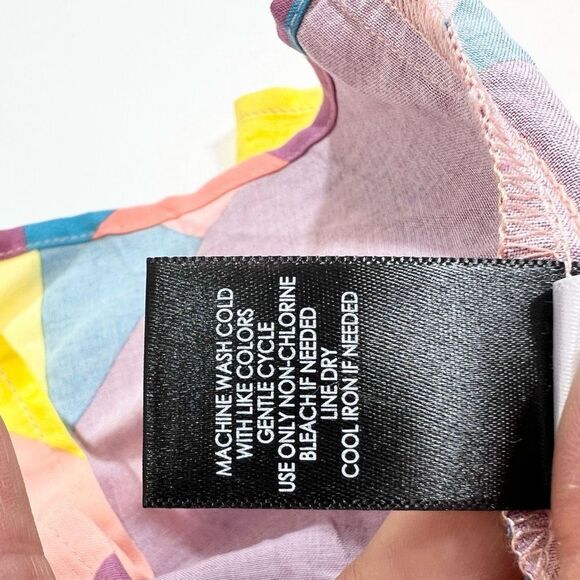 MACHINE WASH COLD
WITH LIKE COLORS
GENTLE CYCLE
USE ONLY NON-CHLORINE
BLEACH IF NEEDED
LINE DRY
COOL IRON IF NEEDED